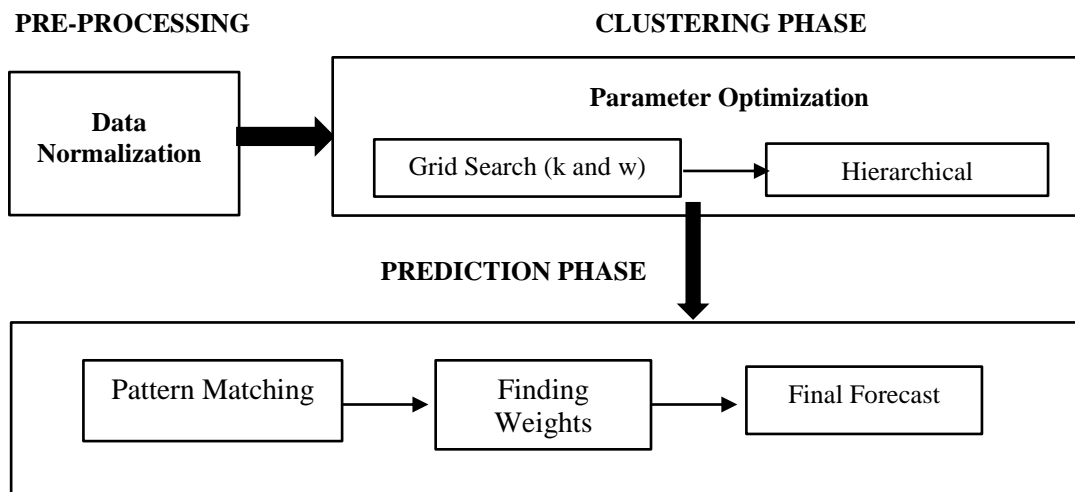 PRE-PROCESSING
CLUSTERING PHASE
Data
Normalization
Parameter Optimization
Grid Search (k and w)
Hierarchical
PREDICTION PHASE
Pattern Matching
Finding
Weights
Final Forecast